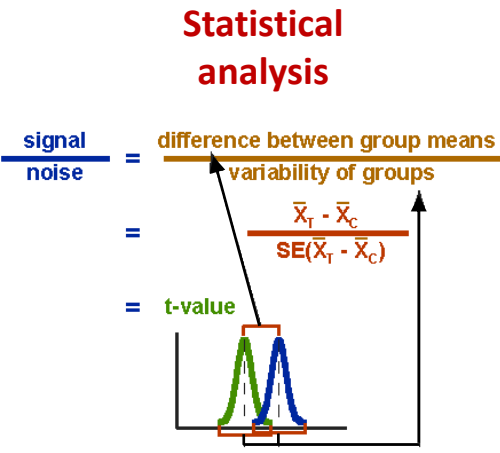 Statistical
analysis
signal
noise
=
difference between group means
variability of groups
=
X̄T - X̄C
SE(X̄T - X̄C)
= t-value